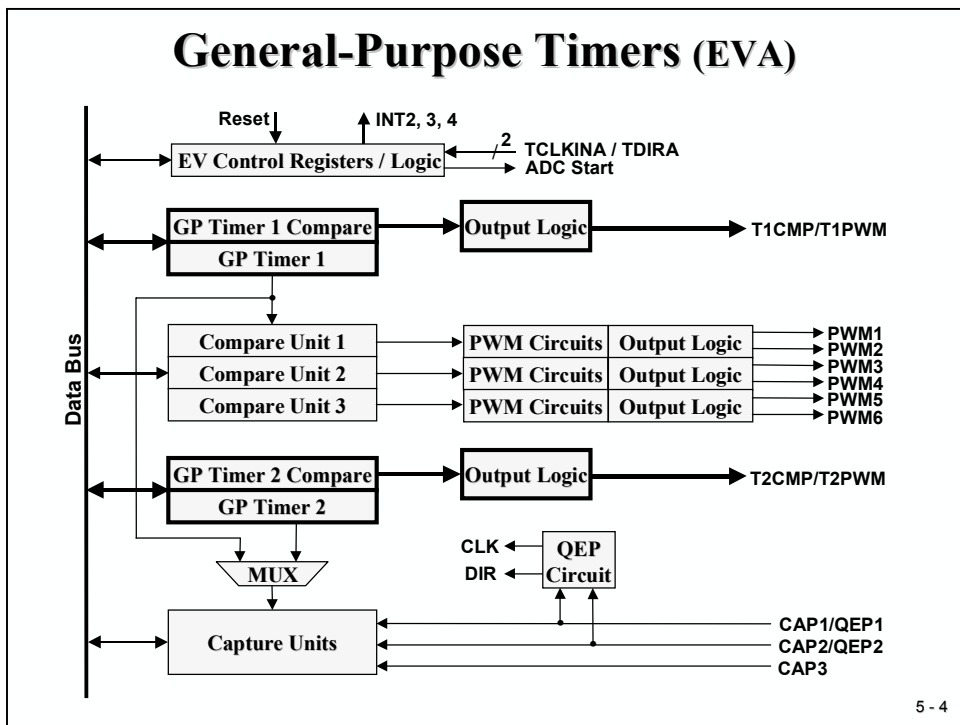 General-Purpose Timers (EVA)
Reset
INT2, 3, 4
2
EV Control Registers / Logic
TCLKINA / TDIRA
ADC Start
GP Timer 1 Compare
Output Logic
T1CMP/T1PWM
GP Timer 1
Data Bus
Compare Unit 1
PWM Circuits
Output Logic
PWM1
PWM2
Compare Unit 2
PWM Circuits
Output Logic
PWM3
PWM4
Compare Unit 3
PWM Circuits
Output Logic
PWM5
PWM6
GP Timer 2 Compare
Output Logic
T2CMP/T2PWM
GP Timer 2
CLK
DIR
QEP
Circuit
MUX
Capture Units
CAP1/QEP1
CAP2/QEP2
CAP3
5 - 4